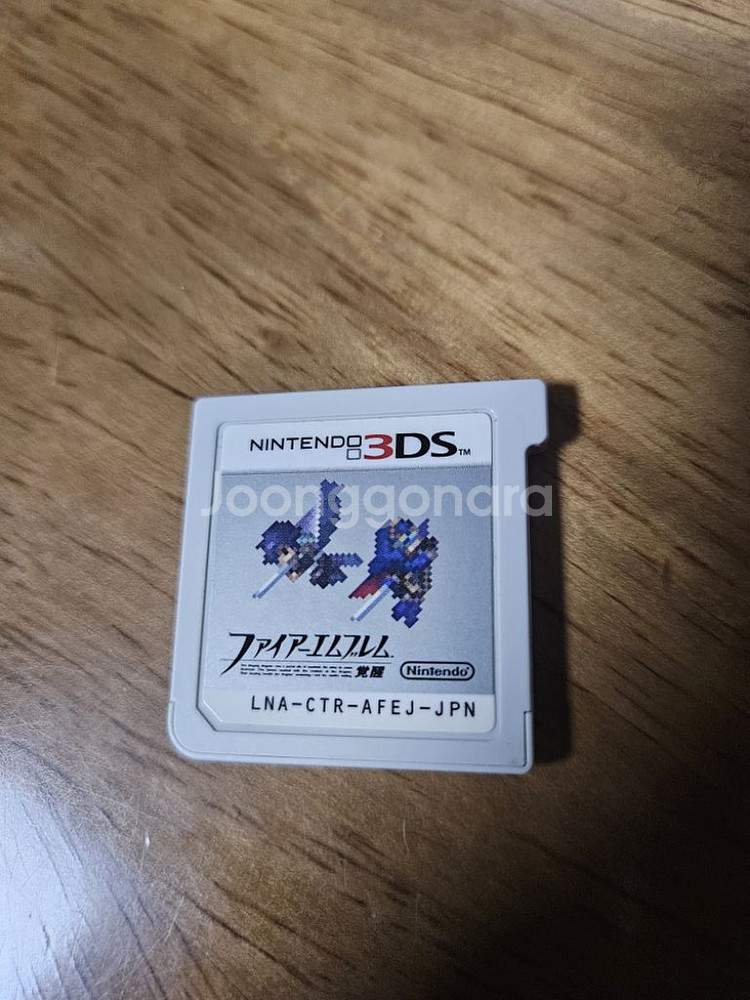 NINTENDO 3DS™
Joonggonara
ファイアーエムブレム
覚醒
Nintendo
LNA-CTR-AFEJ-JPN